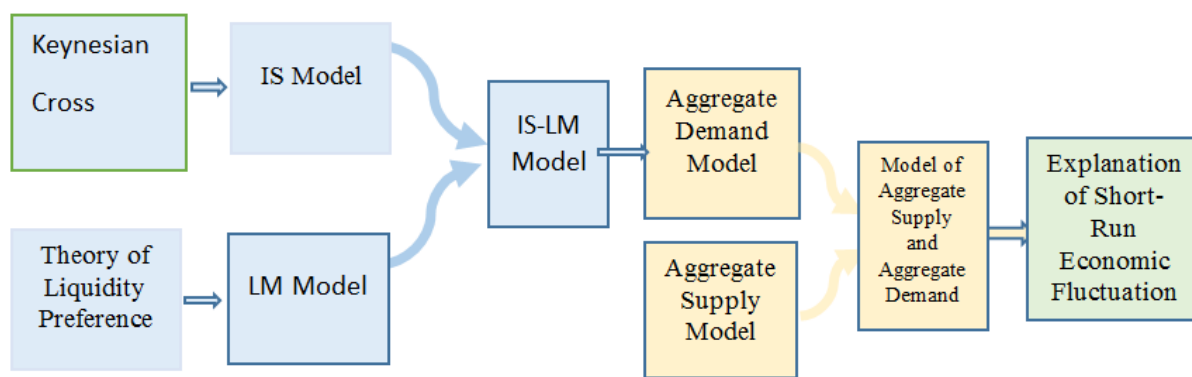 Keynesian
Cross
IS Model
Theory of
Liquidity
Preference
LM Model
IS-LM
Model
Aggregate
Demand
Model
Aggregate
Supply
Model
Model of
Aggregate
Supply
and
Aggregate
Demand
Explanation
of Short-
Run
Economic
Fluctuation